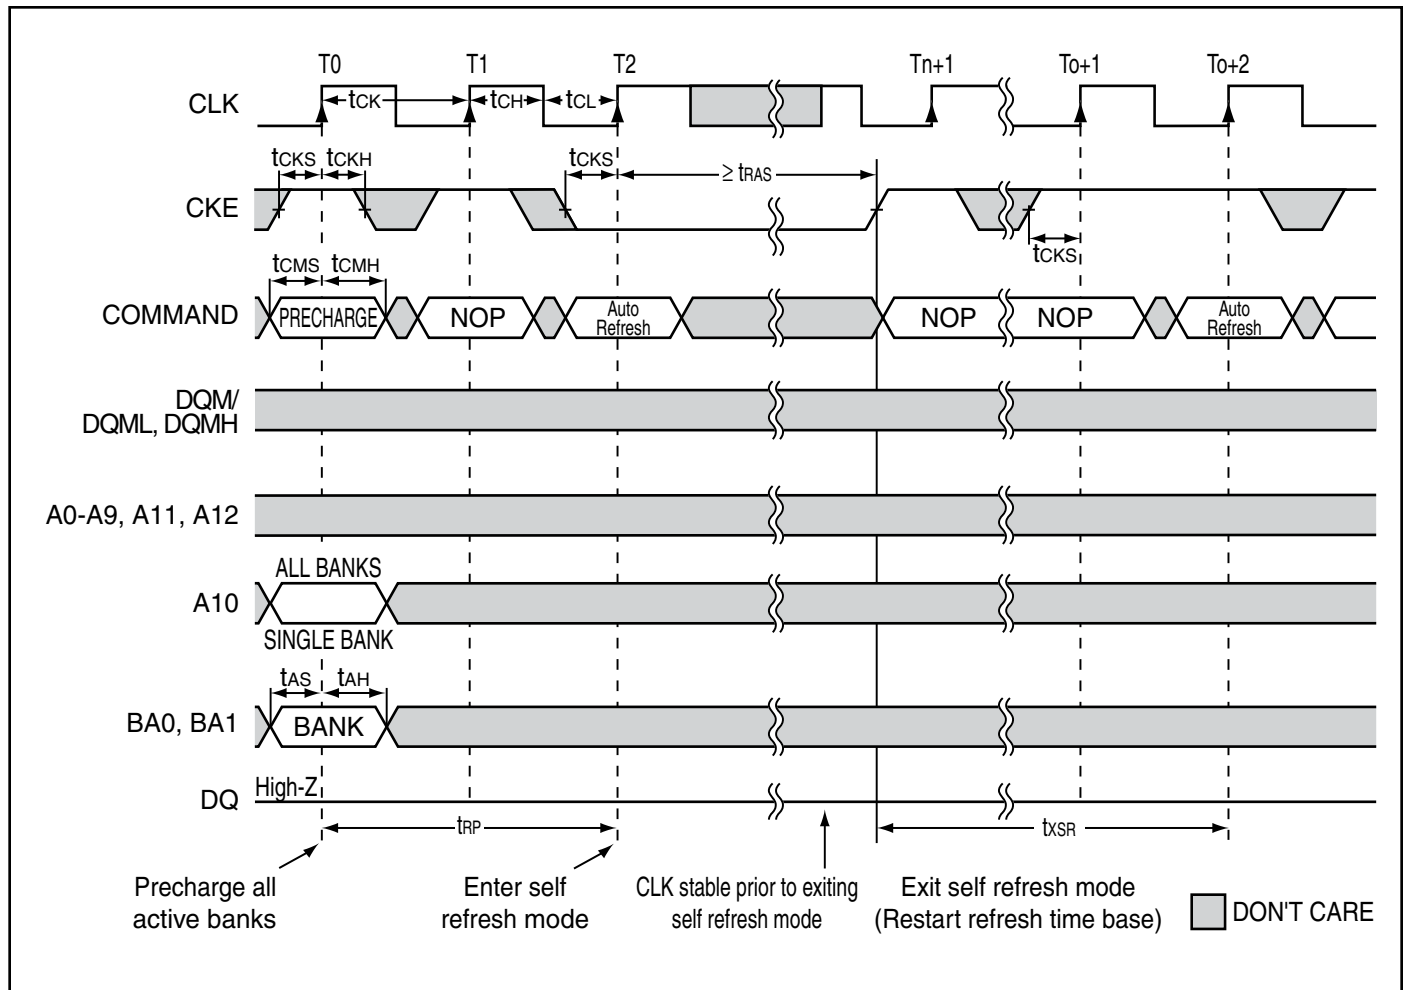 T0 T1 T2 Tn+1 To+1 To+2
CLK tCK tCH tCL
tCKS tCKH tCKS ≥ tRAS
CKE
tCKS
tCMS tCMH
COMMAND PRECHARGE NOP Auto Refresh NOP NOP Auto Refresh
DQM/
DQML, DQMH
A0-A9, A11, A12
ALL BANKS
A10
SINGLE BANK
tAS tAH
BA0, BA1 BANK
High-Z
DQ
tRP tXSR
Precharge all
active banks
Enter self
refresh mode
CLK stable prior to exiting
self refresh mode
Exit self refresh mode
(Restart refresh time base)
DON'T CARE